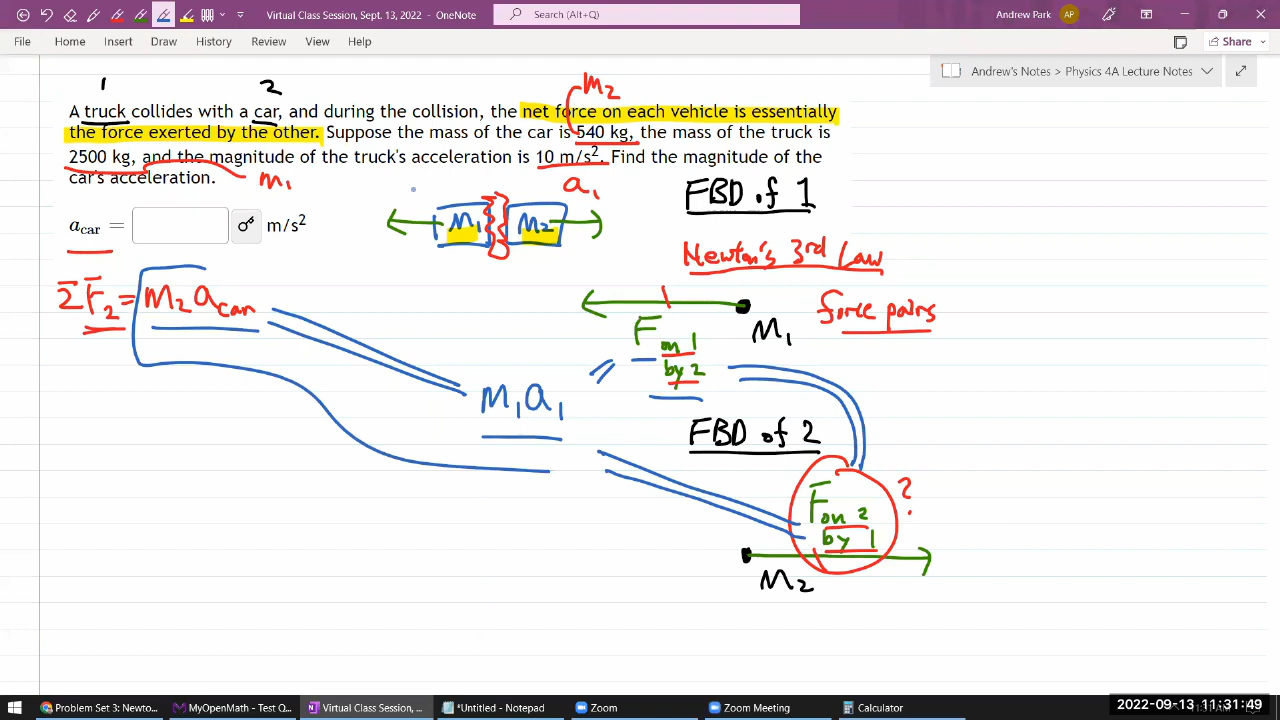 Virtual Class Session, Sept. 13, 2022 - OneNote
Search (Alt+Q)
Andrew Park
AP
File
Home
Insert
Draw
History
Review
View
Help
Share
Andrew's Notes > Physics 4A Lecture Notes
1
2
m2
A truck collides with a car, and during the collision, the net force on each vehicle is essentially
the force exerted by the other. Suppose the mass of the car is 540 kg, the mass of the truck is
2500 kg, and the magnitude of the truck's acceleration is 10 m/s². Find the magnitude of the
car's acceleration.
m1
a1
FBD of 1
a_car =
m/s²
M1
M2
Newton's 3rd Law
ΣF2 = m2 a_car
force pairs
F on 1
by 2
M1
m1 a1
FBD of 2
F on 2
by 1
?
M2
Problem Set 3: Newto...
MyOpenMath - Test Q...
Virtual Class Session, ...
*Untitled - Notepad
Zoom
Zoom Meeting
Calculator
2022-09-13 11:31:49